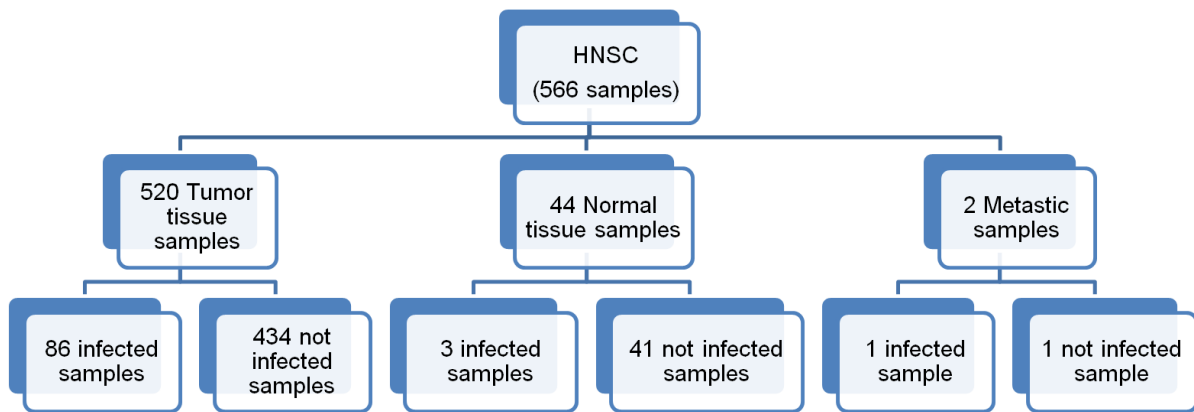 HNSC
(566 samples)
520 Tumor
tissue
samples
44 Normal
tissue samples
2 Metastic
samples
86 infected
samples
434 not
infected
samples
3 infected
samples
41 not infected
samples
1 infected
sample
1 not infected
sample